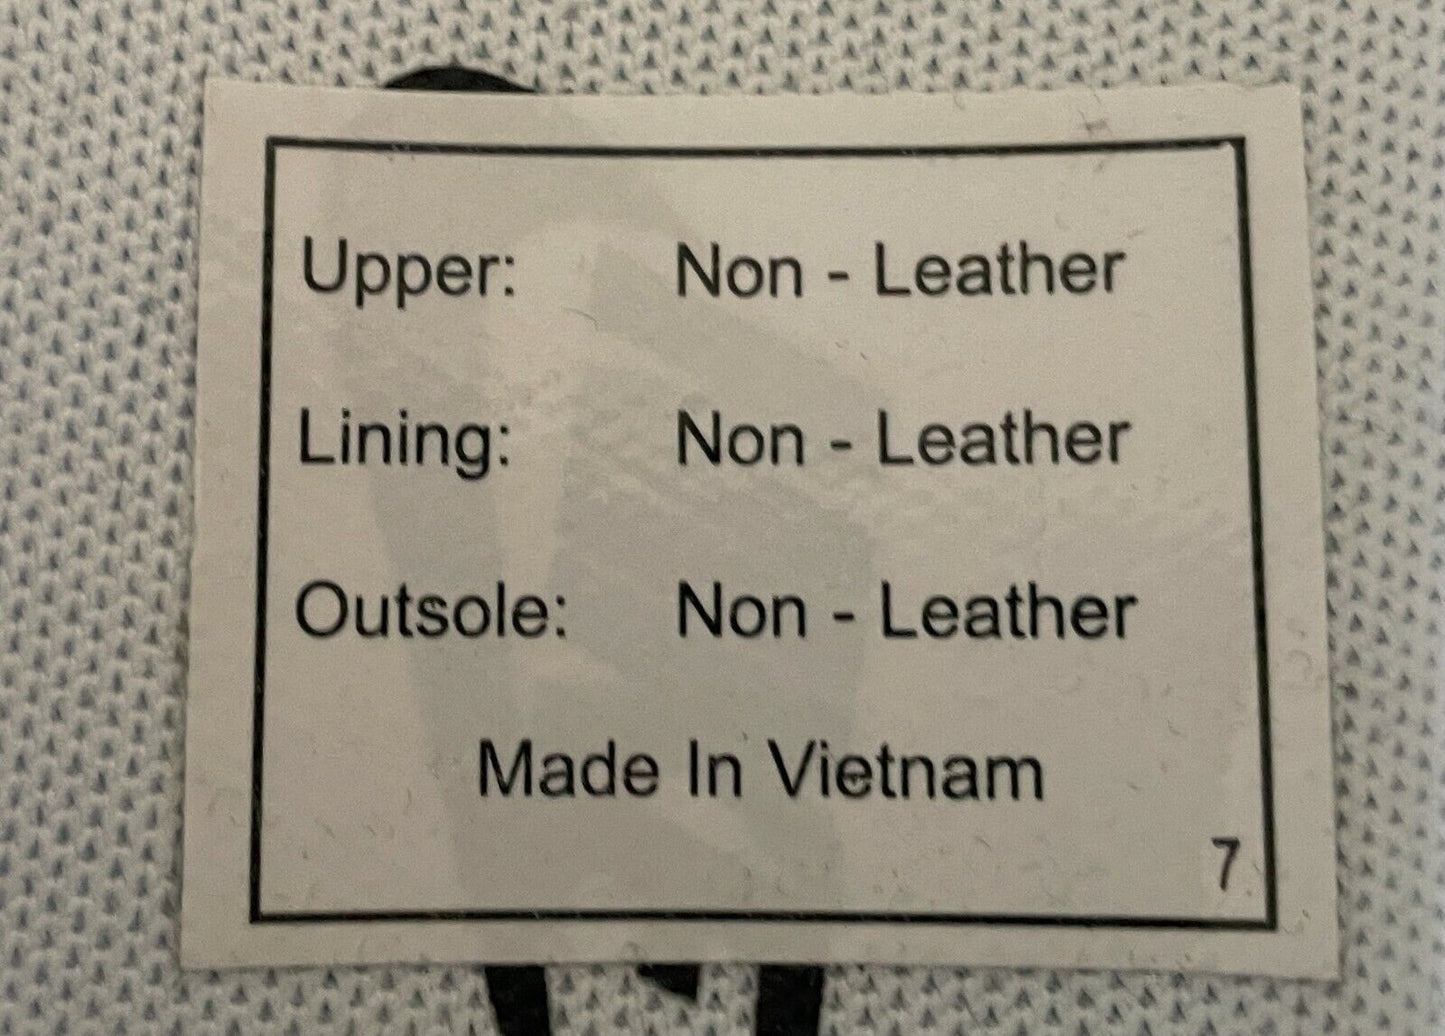 Upper: Non - Leather
Lining: Non - Leather
Outsole: Non - Leather
Made In Vietnam
7